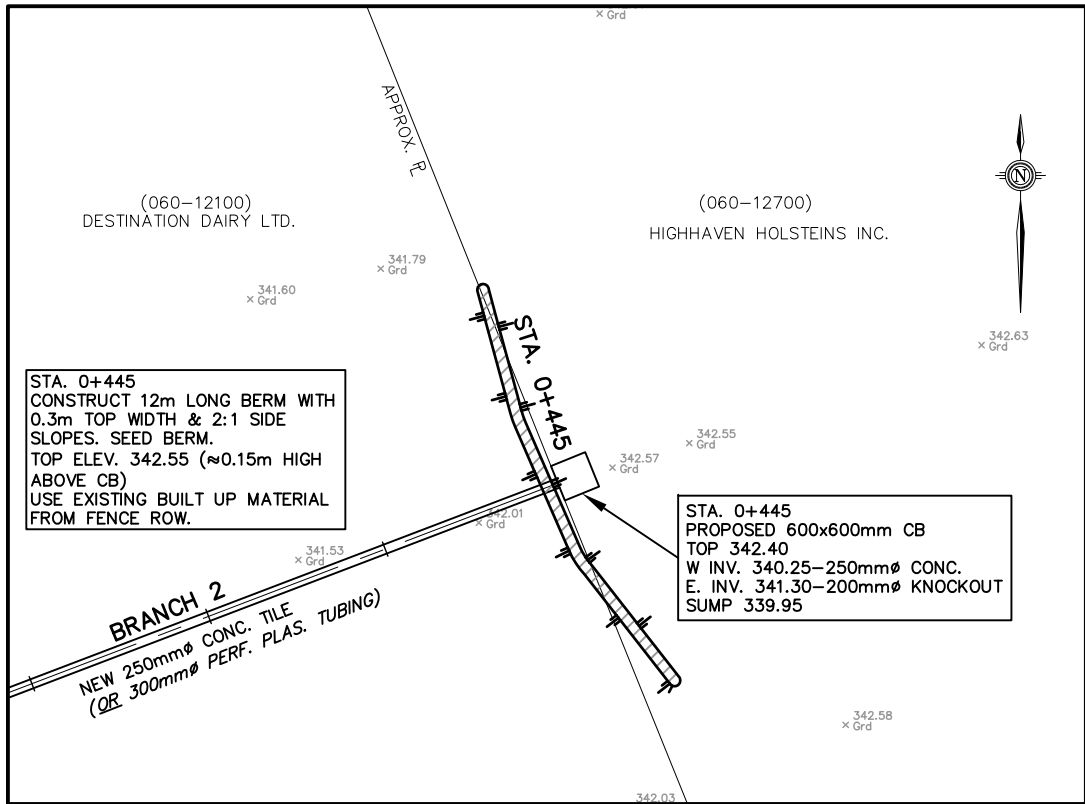 Grd
APPROX. PL
(060-12100)
DESTINATION DAIRY LTD.
(060-12700)
HIGHHAVEN HOLSTEINS INC.
N
341.79
Grd
341.60
Grd
342.63
Grd
STA. 0+445
STA. 0+445
CONSTRUCT 12m LONG BERM WITH
0.3m TOP WIDTH & 2:1 SIDE
SLOPES. SEED BERM.
TOP ELEV. 342.55 (≈0.15m HIGH
ABOVE CB)
USE EXISTING BUILT UP MATERIAL
FROM FENCE ROW.
342.55
Grd
342.57
Grd
342.01
Grd
341.53
Grd
STA. 0+445
PROPOSED 600x600mm CB
TOP 342.40
W INV. 340.25-250mmø CONC.
E. INV. 341.30-200mmø KNOCKOUT
SUMP 339.95
BRANCH 2
NEW 250mmø CONC. TILE
(OR 300mmø PERF. PLAS. TUBING)
342.58
Grd
342.03